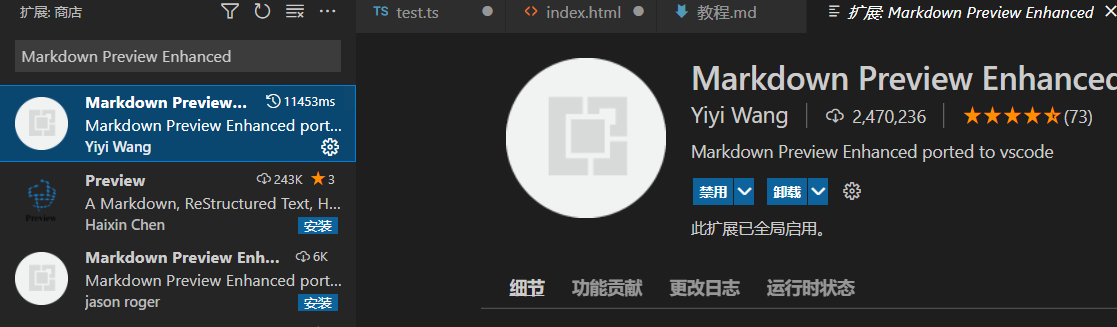 扩展: 商店
Markdown Preview Enhanced
Markdown Preview... 11453ms
Markdown Preview Enhanced port...
Yiyi Wang
Preview 243K 3
A Markdown, ReStructured Text, H...
Haixin Chen 安装
Preview
Markdown Preview Enh... 6K
Markdown Preview Enhanced port...
jason roger 安装
TS test.ts index.html 教程.md 扩展: Markdown Preview Enhanced
Markdown Preview Enhanced
Yiyi Wang 2,470,236 (73)
Markdown Preview Enhanced ported to vscode
禁用 卸载
此扩展已全局启用。
细节 功能贡献 更改日志 运行时状态